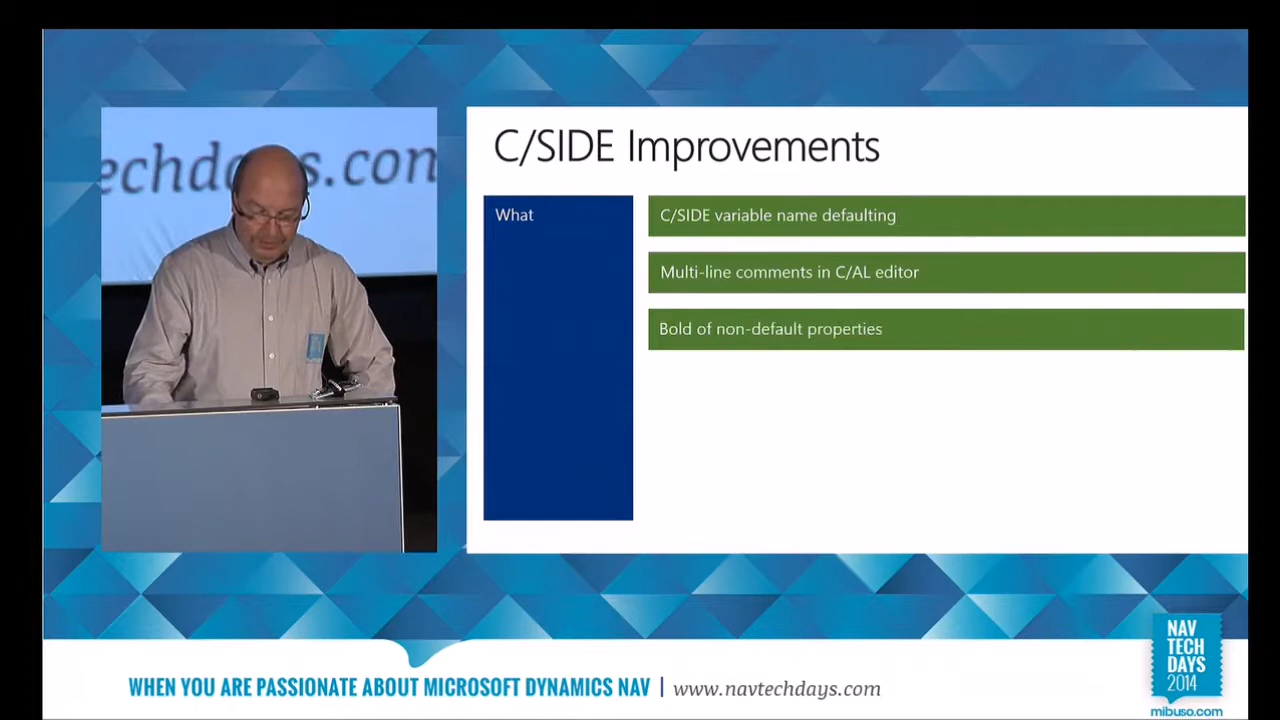 techdays.com
C/SIDE Improvements
What
C/SIDE variable name defaulting
Multi-line comments in C/AL editor
Bold of non-default properties
WHEN YOU ARE PASSIONATE ABOUT MICROSOFT DYNAMICS NAV | www.navtechdays.com
NAV
TECH
DAYS
2014
mibuso.com